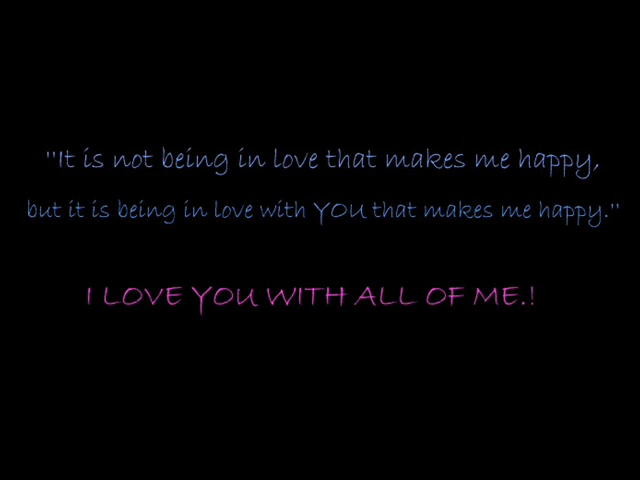 "It is not being in love that makes me happy,
but it is being in love with YOU that makes me happy."
I LOVE YOU WITH ALL OF ME.!